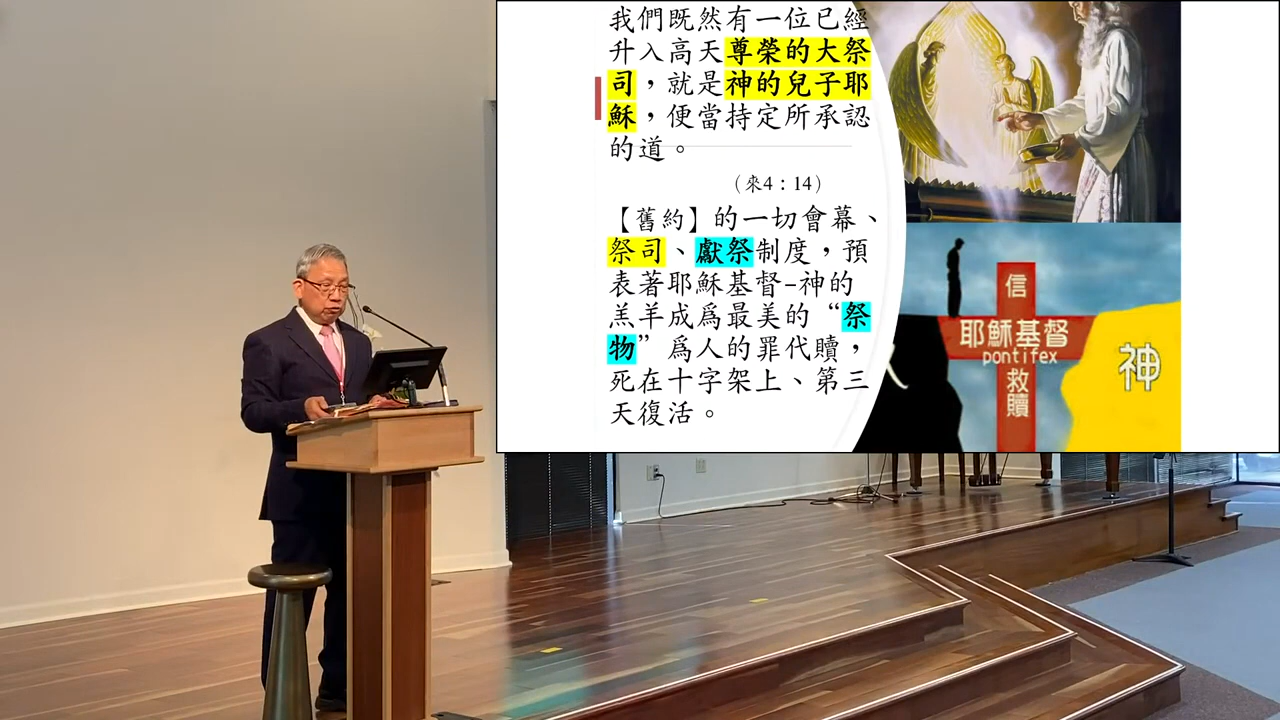 我們既然有一位已經
升入高天尊榮的大祭
司，就是神的兒子耶
穌，便當持定所承認
的道。
（來4：14）
【舊約】的一切會幕、
祭司、獻祭制度，預
表著耶穌基督-神的
羔羊成爲最美的“祭
物”爲人的罪代贖，
死在十字架上、第三
天復活。
信
耶穌基督
pontifex
救
贖
神
人